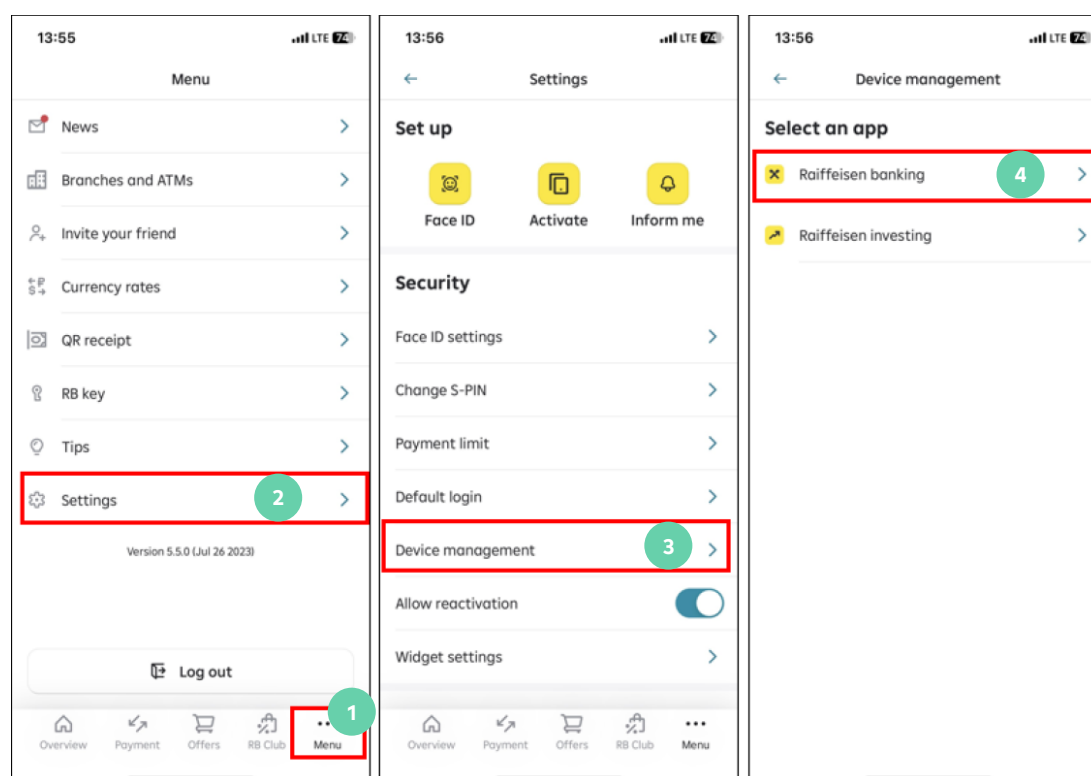 13:55
LTE 74
Menu
News
Branches and ATMs
Invite your friend
Currency rates
QR receipt
RB key
Tips
Settings
2
Version 5.5.0 (Jul 26 2023)
Log out
1
Overview
Payment
Offers
RB Club
Menu
13:56
LTE 74
Settings
Set up
Face ID
Activate
Inform me
Security
Face ID settings
Change S-PIN
Payment limit
Default login
Device management
3
Allow reactivation
Widget settings
Overview
Payment
Offers
RB Club
Menu
13:56
LTE 74
Device management
Select an app
Raiffeisen banking
4
Raiffeisen investing